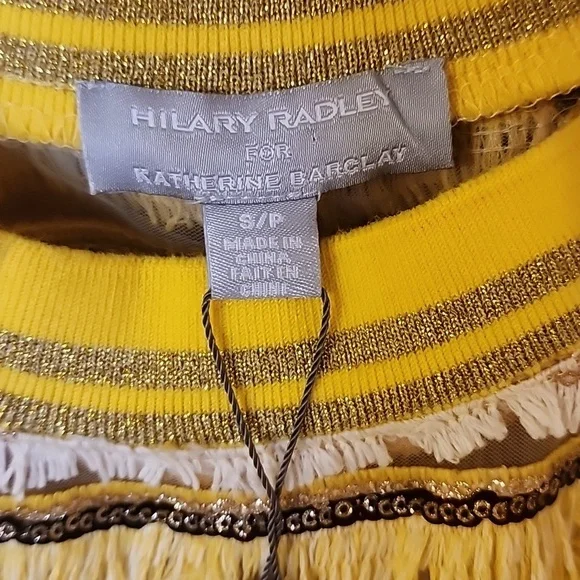 HILARY RADLEY
FOR
KATHERINE BARCLAY
S/P
MADE IN
CHINA
FAIT EN
CHINE